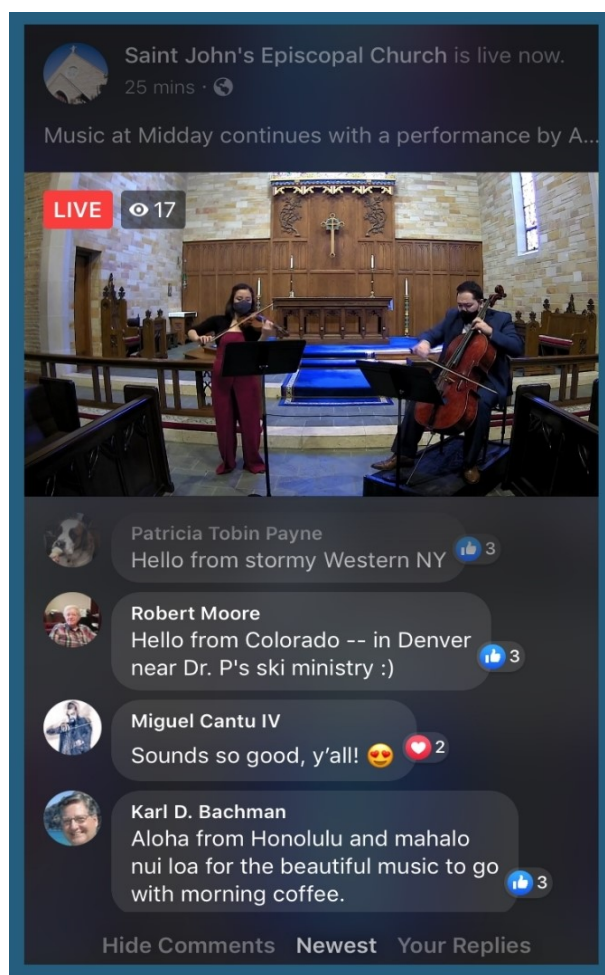 Saint John's Episcopal Church is live now.
25 mins ·
Music at Midday continues with a performance by A...
LIVE 17
Patricia Tobin Payne
Hello from stormy Western NY
3
Robert Moore
Hello from Colorado -- in Denver
near Dr. P's ski ministry :)
3
Miguel Cantu IV
Sounds so good, y’all! 😍
2
Karl D. Bachman
Aloha from Honolulu and mahalo
nui loa for the beautiful music to go
with morning coffee.
3
Hide Comments Newest Your Replies